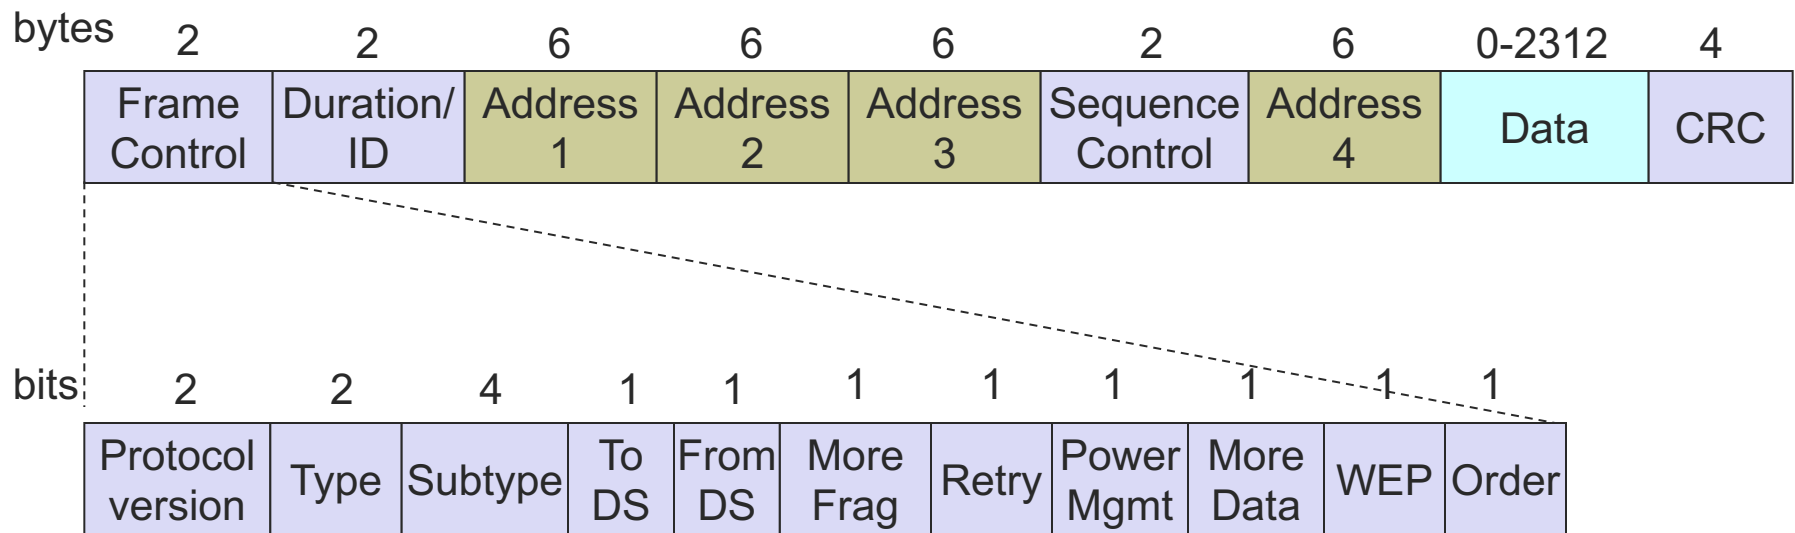 bytes 2 2 6 6 6 2 6 0-2312 4
Frame Control Duration/ ID Address 1 Address 2 Address 3 Sequence Control Address 4 Data CRC
bits 2 2 4 1 1 1 1 1 1 1 1
Protocol version Type Subtype To DS From DS More Frag Retry Power Mgmt More Data WEP Order